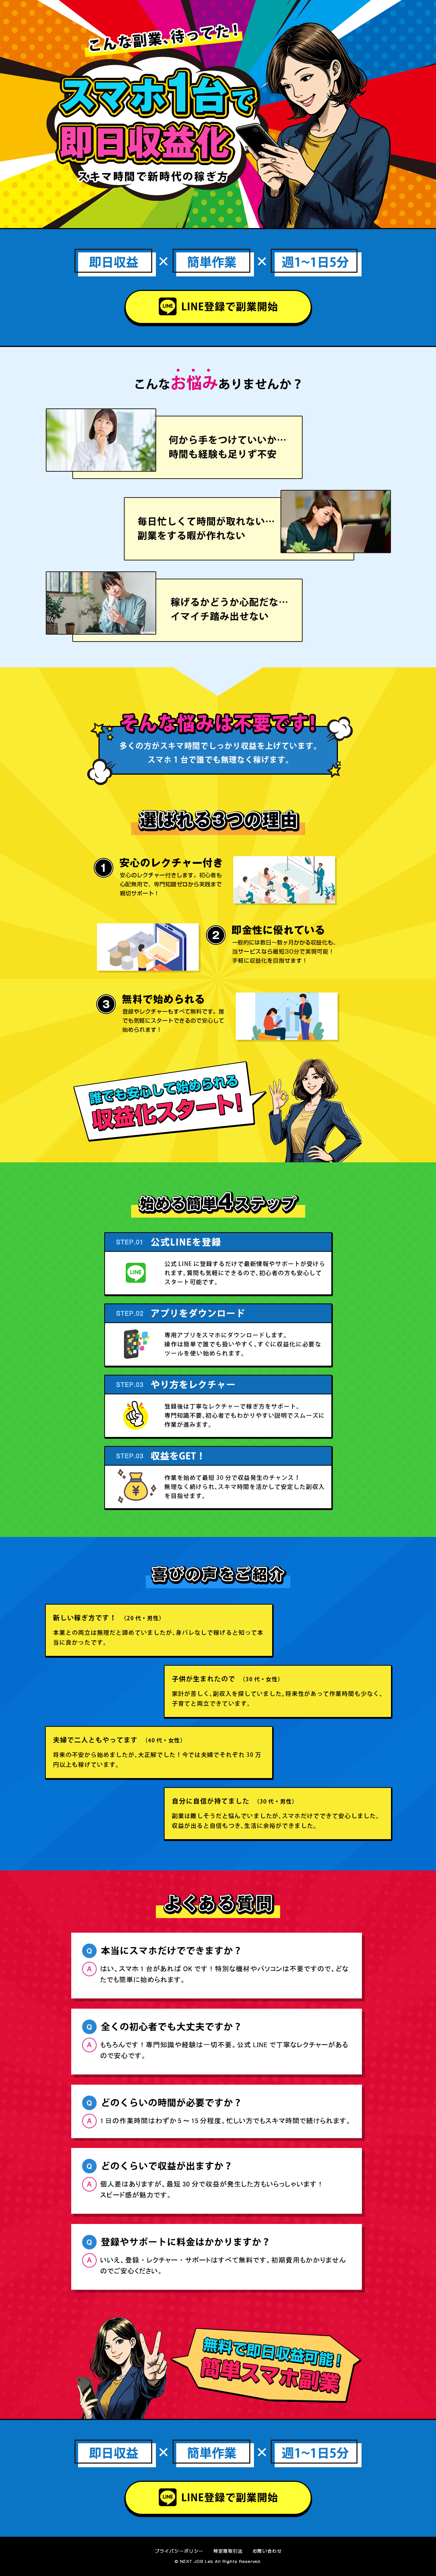 こんな副業、待ってた！
スマホ1台で
即日収益化
スキマ時間で新時代の稼ぎ方
即日収益 × 簡単作業 × 週1~1日5分
LINE LINE登録で副業開始
こんなお悩みありませんか？
何から手をつけていいか…
時間も経験も足りず不安
毎日忙しくて時間が取れない…
副業をする暇が作れない
稼げるかどうか心配だな…
イマイチ踏み出せない
そんな悩みは不要です！
多くの方がスキマ時間でしっかり収益を上げています。
スマホ 1 台で誰でも無理なく稼げます。
選ばれる3つの理由
1 安心のレクチャー付き
安心のレクチャー付きします。初心者も
心配無用で、専門知識ゼロから実践まで
親切サポート！
2 即金性に優れている
一般的には数日〜数ヶ月かかる収益化も、
当サービスなら最短30分で実現可能！
手軽に収益化を目指せます！
3 無料で始められる
登録やレクチャーもすべて無料です。誰
でも気軽にスタートできるので安心して
始められます！
誰でも安心して始められる
収益化スタート！
始める簡単4ステップ
STEP.01 公式LINEを登録
LINE
公式 LINE に登録するだけで最新情報やサポートが受けら
れます。質問も気軽にできるので、初心者の方も安心して
スタート可能です。
STEP.02 アプリをダウンロード
専用アプリをスマホにダウンロードします。
操作は簡単で誰でも扱いやすく、すぐに収益化に必要な
ツールを使い始められます。
STEP.03 やり方をレクチャー
登録後は丁寧なレクチャーで稼ぎ方をサポート。
専門知識不要、初心者でもわかりやすい説明でスムーズに
作業が進みます。
STEP.03 収益をGET！
作業を始めて最短 30 分で収益発生のチャンス！
無理なく続けられ、スキマ時間を活かして安定した副収入
を目指せます。
喜びの声をご紹介
新しい稼ぎ方です！ （20 代・男性）
本業との両立は無理だと諦めていましたが、身バレなしで稼げると知って本
当に良かったです。
子供が生まれたので （30 代・女性）
家計が苦しく、副収入を探していました。将来性があって作業時間も少なく、
子育てと両立できています。
夫婦で二人ともやってます （40 代・女性）
将来の不安から始めましたが、大正解でした！今では夫婦でそれぞれ 30 万
円以上も稼げています。
自分に自信が持てました （30 代・男性）
副業は難しそうだと悩んでいましたが、スマホだけでできて安心しました。
収益が出ると自信もつき、生活に余裕ができました。
よくある質問
Q 本当にスマホだけでできますか？
A はい、スマホ 1 台があれば OK です！特別な機材やパソコンは不要ですので、どな
たでも簡単に始められます。
Q 全くの初心者でも大丈夫ですか？
A もちろんです！専門知識や経験は一切不要。公式 LINE で丁寧なレクチャーがある
ので安心です。
Q どのくらいの時間が必要ですか？
A 1 日の作業時間はわずか 5 〜 15 分程度。忙しい方でもスキマ時間で続けられます。
Q どのくらいで収益が出ますか？
A 個人差はありますが、最短 30 分で収益が発生した方もいらっしゃいます！
スピード感が魅力です。
Q 登録やサポートに料金はかかりますか？
A いいえ、登録・レクチャー・サポートはすべて無料です。初期費用もかかりません
のでご安心ください。
無料で即日収益可能！
簡単スマホ副業
即日収益 × 簡単作業 × 週1~1日5分
LINE LINE登録で副業開始
プライバシーポリシー 特定商取引法 お問い合わせ
© NEXT JOB Lab All Rights Reserved.